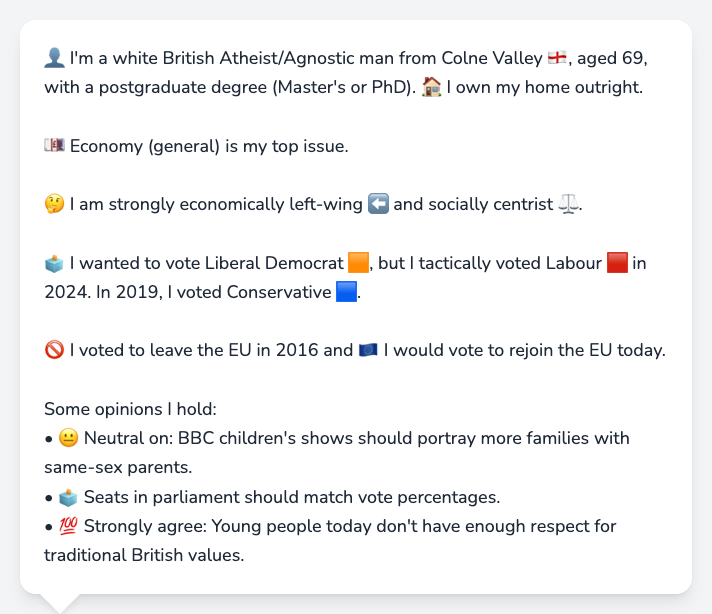 👤 I'm a white British Atheist/Agnostic man from Colne Valley 🏴󠁧󠁢󠁥󠁮󠁧󠁿, aged 69,
with a postgraduate degree (Master's or PhD). 🏠 I own my home outright.
💷 Economy (general) is my top issue.
🤔 I am strongly economically left-wing ⬅️ and socially centrist ⚖️.
🗳️ I wanted to vote Liberal Democrat 🟧, but I tactically voted Labour 🟥 in
2024. In 2019, I voted Conservative 🟦.
🚫 I voted to leave the EU in 2016 and 🇪🇺 I would vote to rejoin the EU today.
Some opinions I hold:
• 😐 Neutral on: BBC children's shows should portray more families with
same-sex parents.
• 🗳️ Seats in parliament should match vote percentages.
• 💯 Strongly agree: Young people today don't have enough respect for
traditional British values.